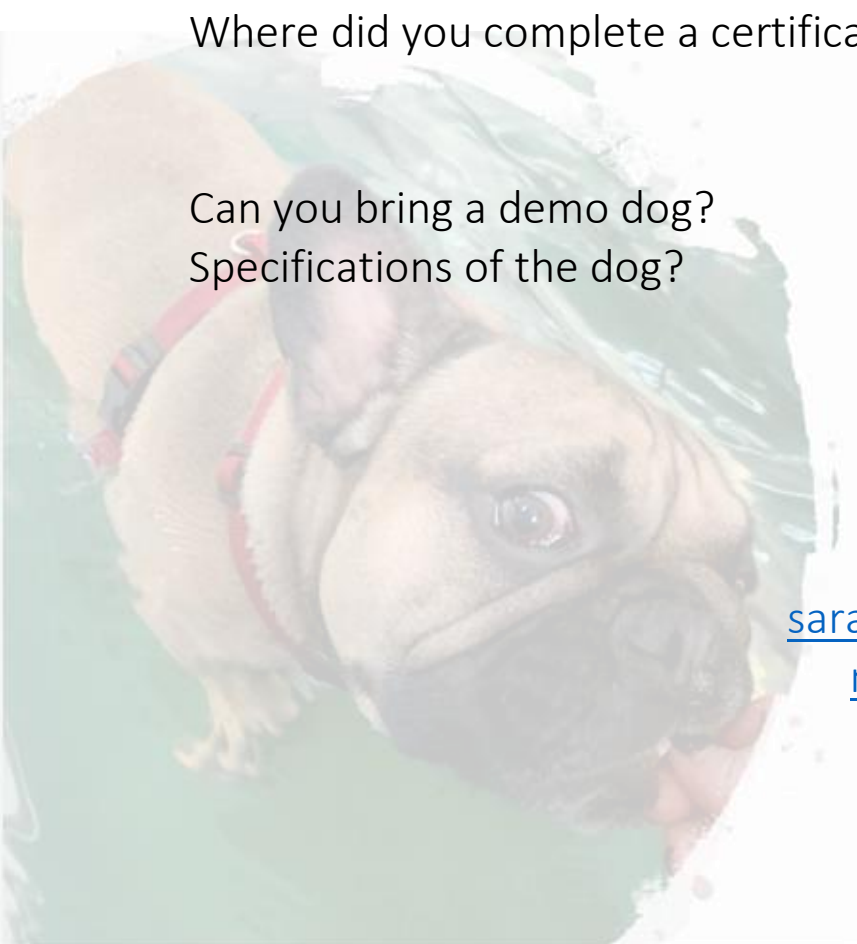 Where did you complete a
Can you bring a demo dog?
Specifications of the dog?